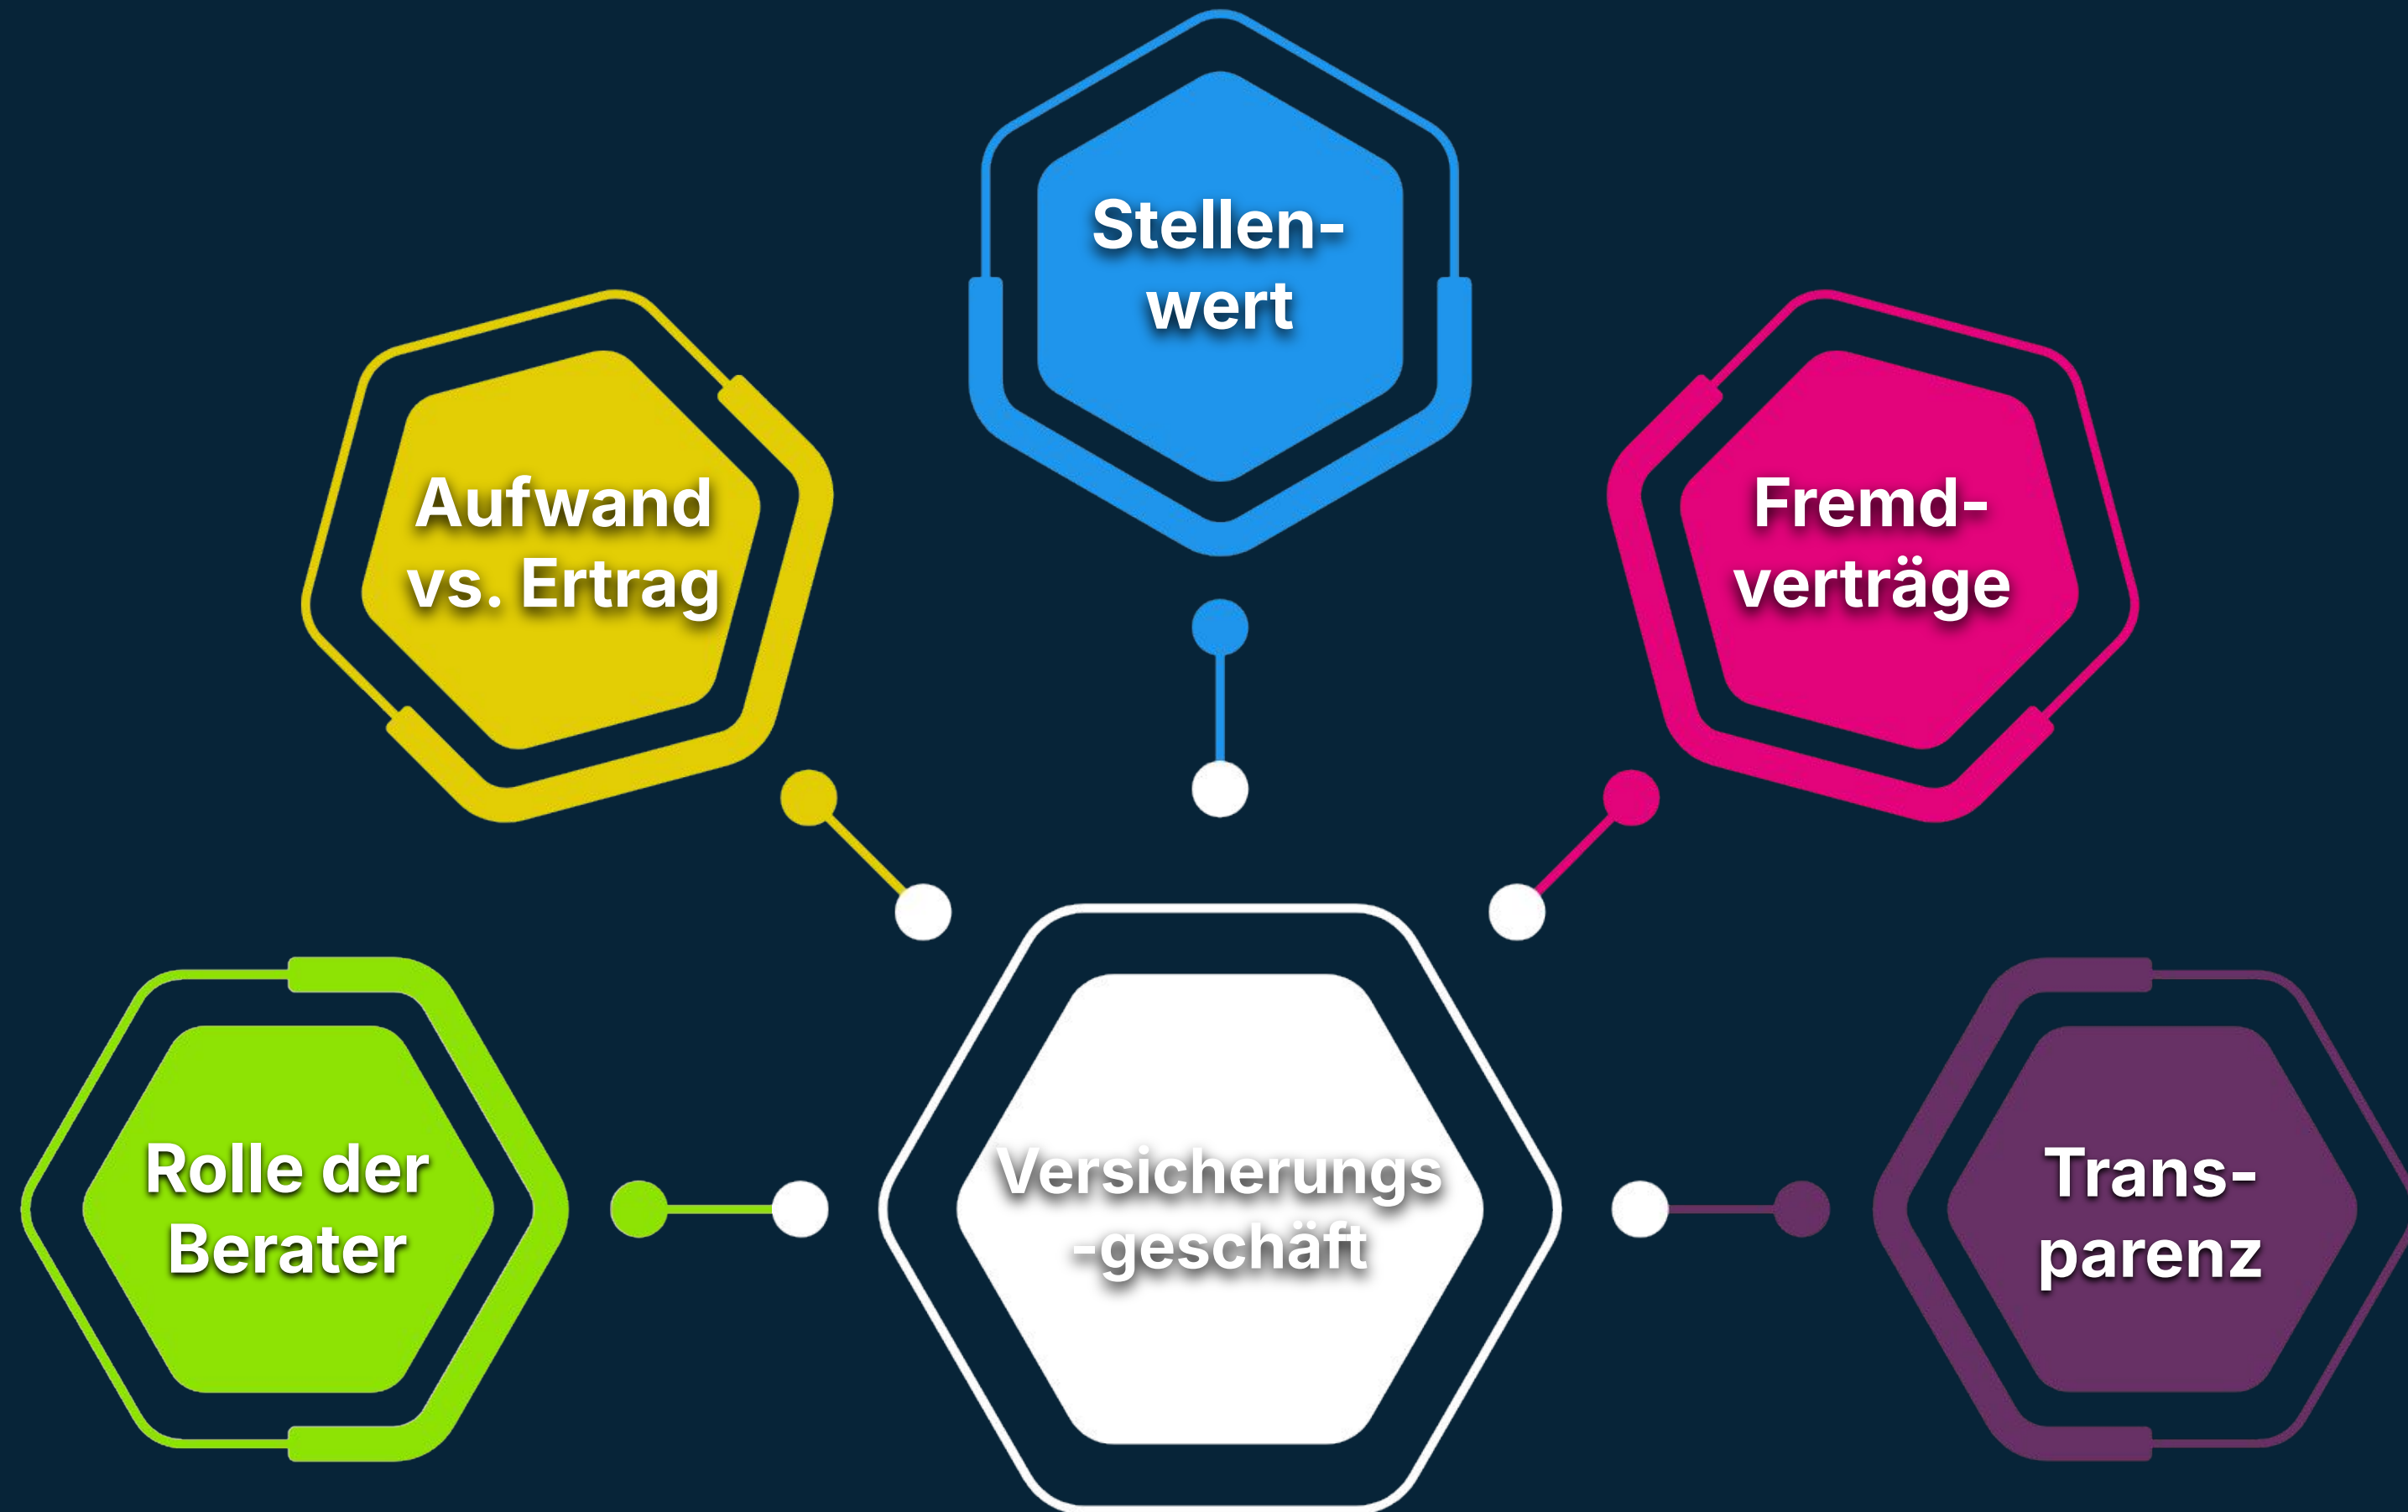 Stellen-
wert
Aufwand
vs. Ertrag
Fremd-
verträge
Rolle der
Berater
Versicherungs
-geschäft
Trans-
parenz